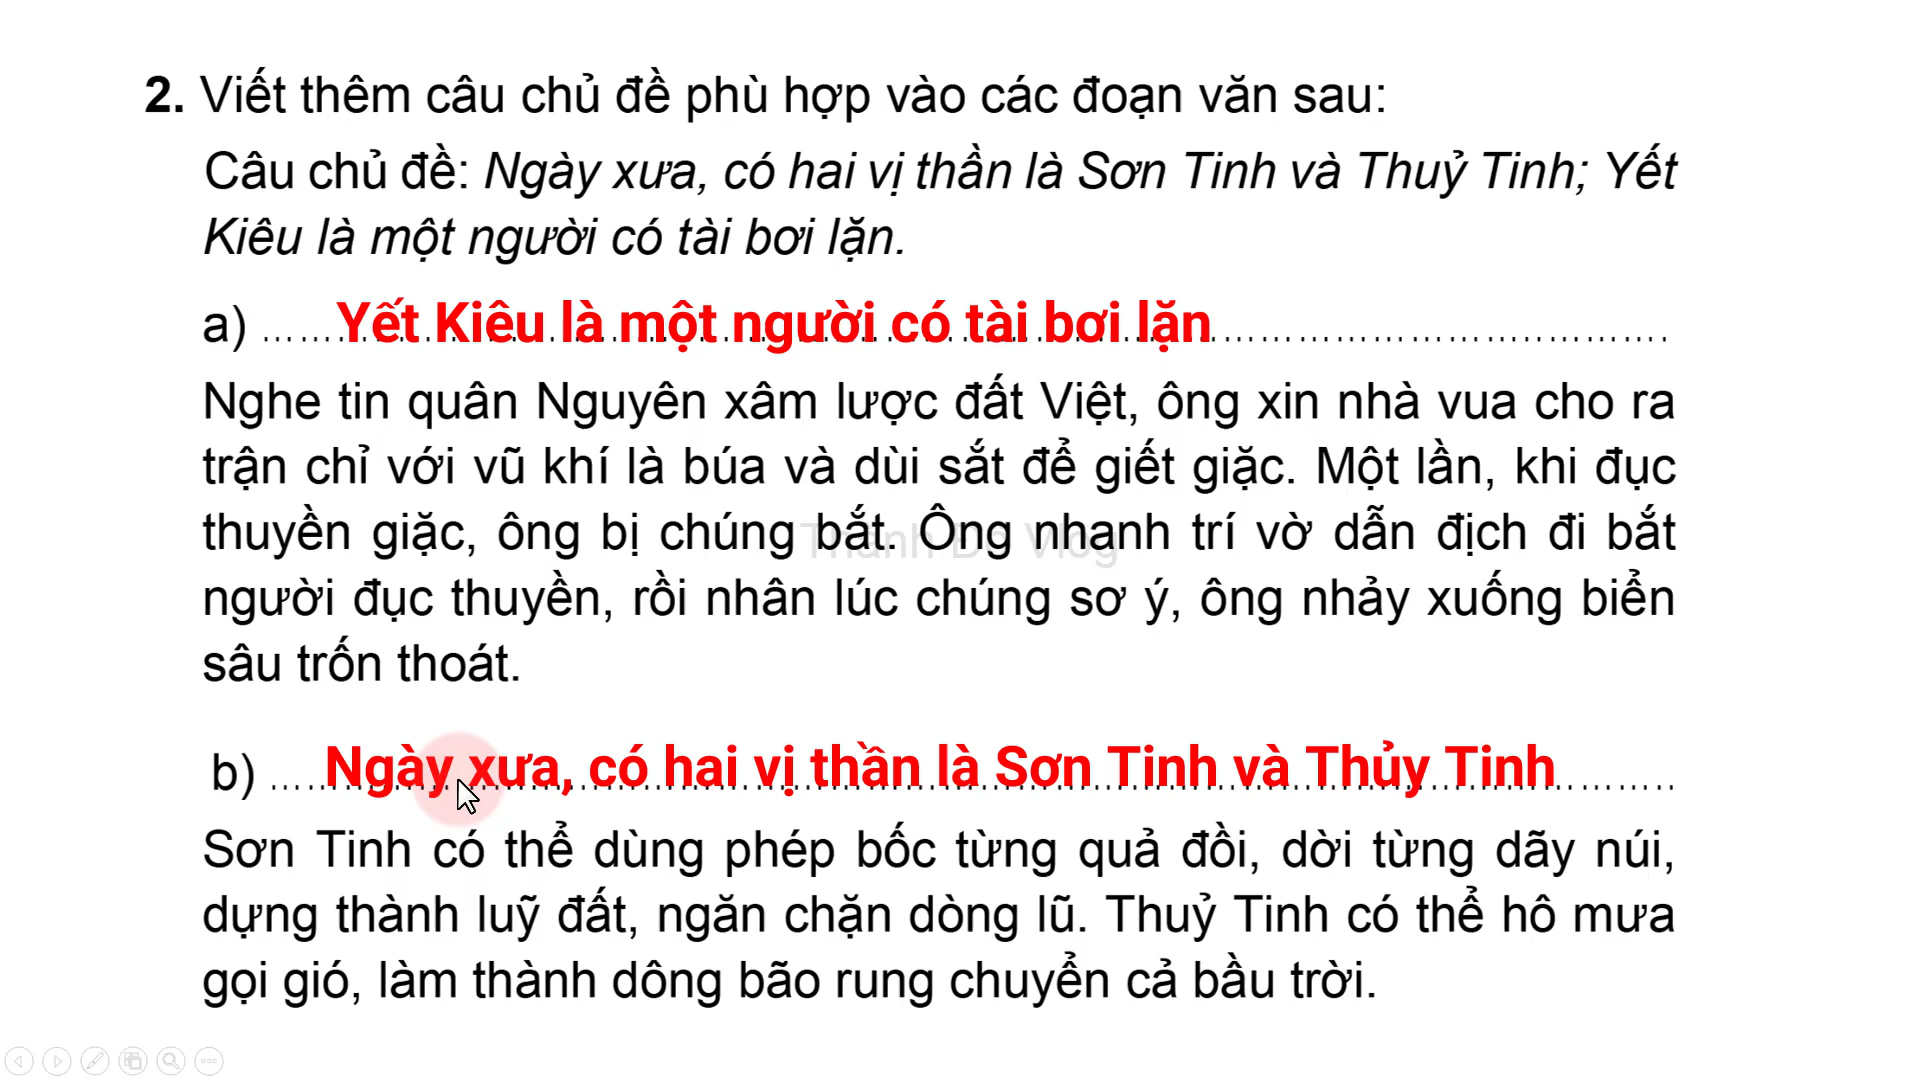 2. Viết thêm câu chủ đề phù hợp vào các đoạn văn sau:
Câu chủ đề: Ngày xưa, có hai vị thần là Sơn Tinh và Thuỷ Tinh; Yết
Kiêu là một người có tài bơi lặn.
a) ......Yết Kiêu là một người có tài bơi lặn......
Nghe tin quân Nguyên xâm lược đất Việt, ông xin nhà vua cho ra
trận chỉ với vũ khí là búa và dùi sắt để giết giặc. Một lần, khi đục
thuyền giặc, ông bị chúng bắt. Ông nhanh trí vờ dẫn địch đi bắt
Thanh Do Vlog
người đục thuyền, rồi nhân lúc chúng sơ ý, ông nhảy xuống biển
sâu trốn thoát.
b) ....Ngày xưa, có hai vị thần là Sơn Tinh và Thủy Tinh......
Sơn Tinh có thể dùng phép bốc từng quả đồi, dời từng dãy núi,
dựng thành luỹ đất, ngăn chặn dòng lũ. Thuỷ Tinh có thể hô mưa
gọi gió, làm thành dông bão rung chuyển cả bầu trời.